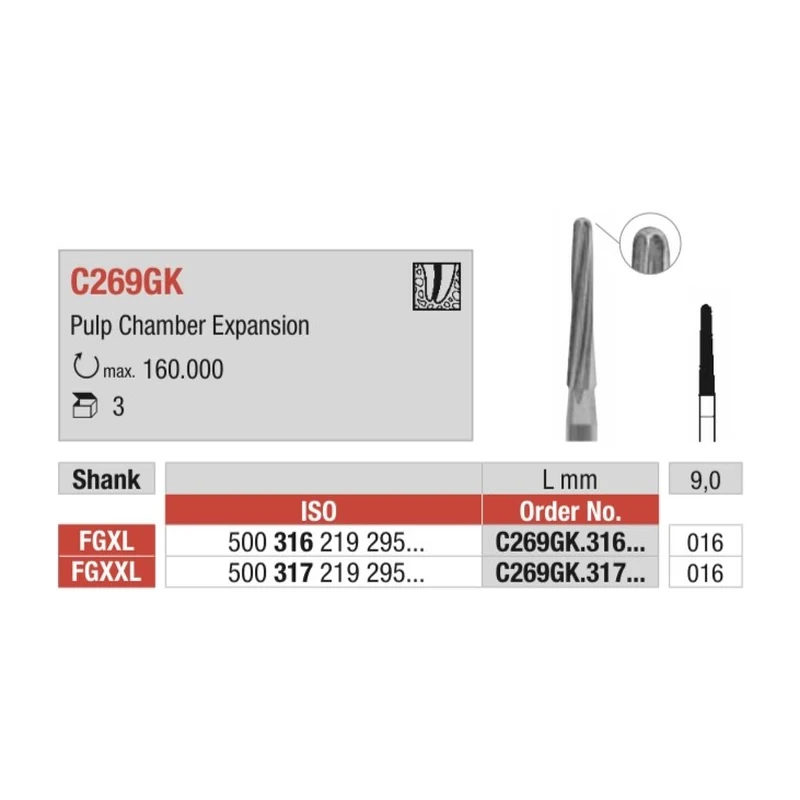 C269GK
Pulp Chamber Expansion
max. 160.000
3
Shank L mm 9,0
ISO Order No.
FGXL 500 316 219 295... C269GK.316... 016
FGXXL 500 317 219 295... C269GK.317... 016